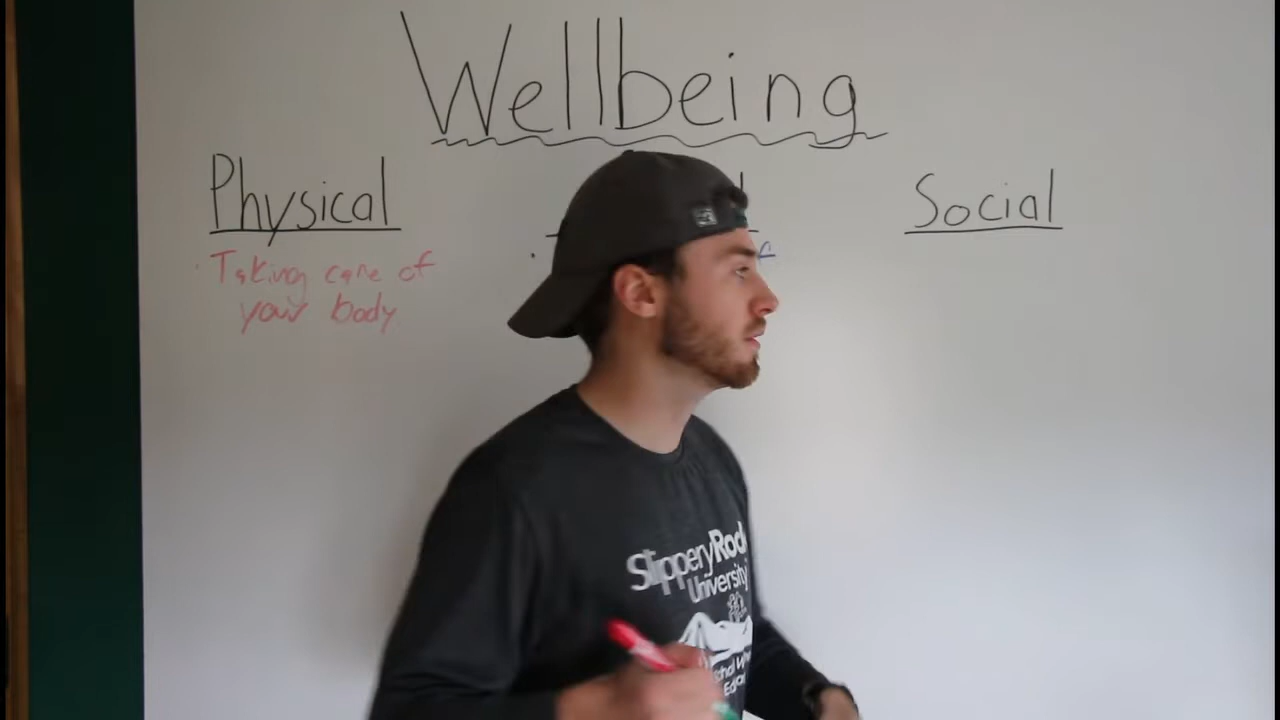 Wellbeing
Physical
Social
Taking care of
your body
Slippery Rock
University